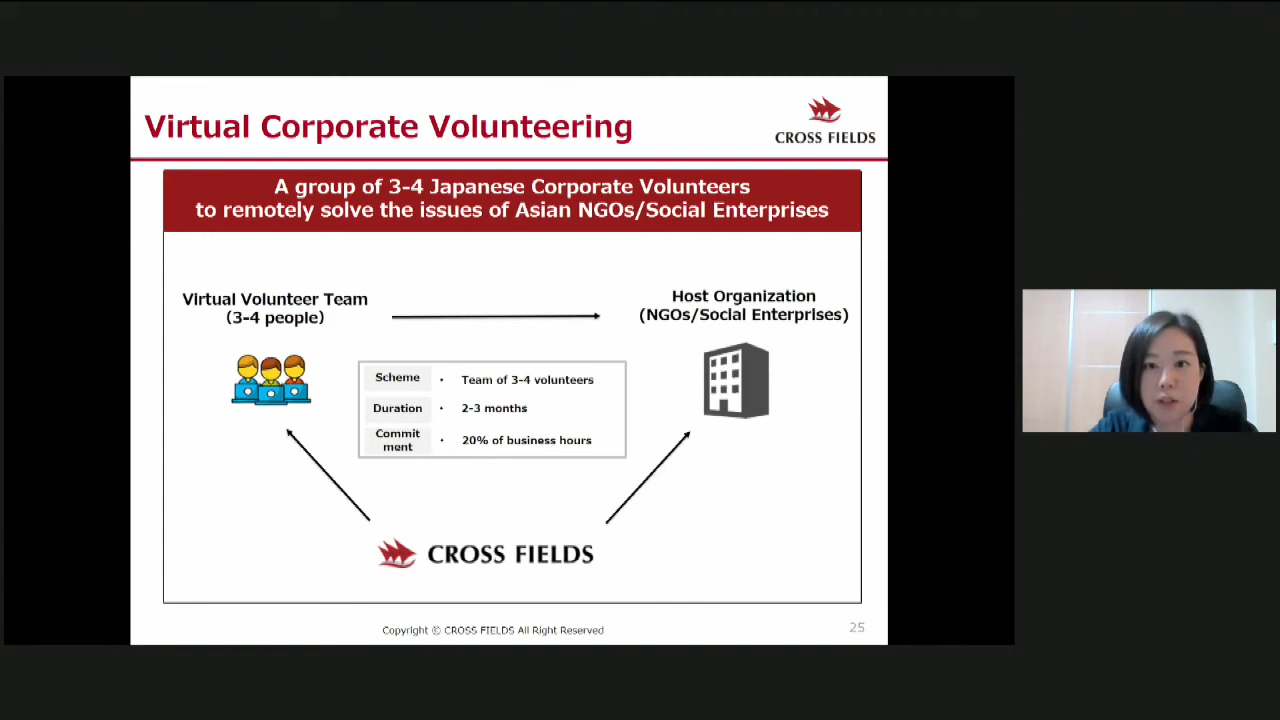 Virtual Corporate Volunteering
CROSS FIELDS
A group of 3-4 Japanese Corporate Volunteers
to remotely solve the issues of Asian NGOs/Social Enterprises
Virtual Volunteer Team
(3-4 people)
Host Organization
(NGOs/Social Enterprises)
Scheme • Team of 3-4 volunteers
Duration • 2-3 months
Commit
ment • 20% of business hours
CROSS FIELDS
Copyright © CROSS FIELDS All Right Reserved
25